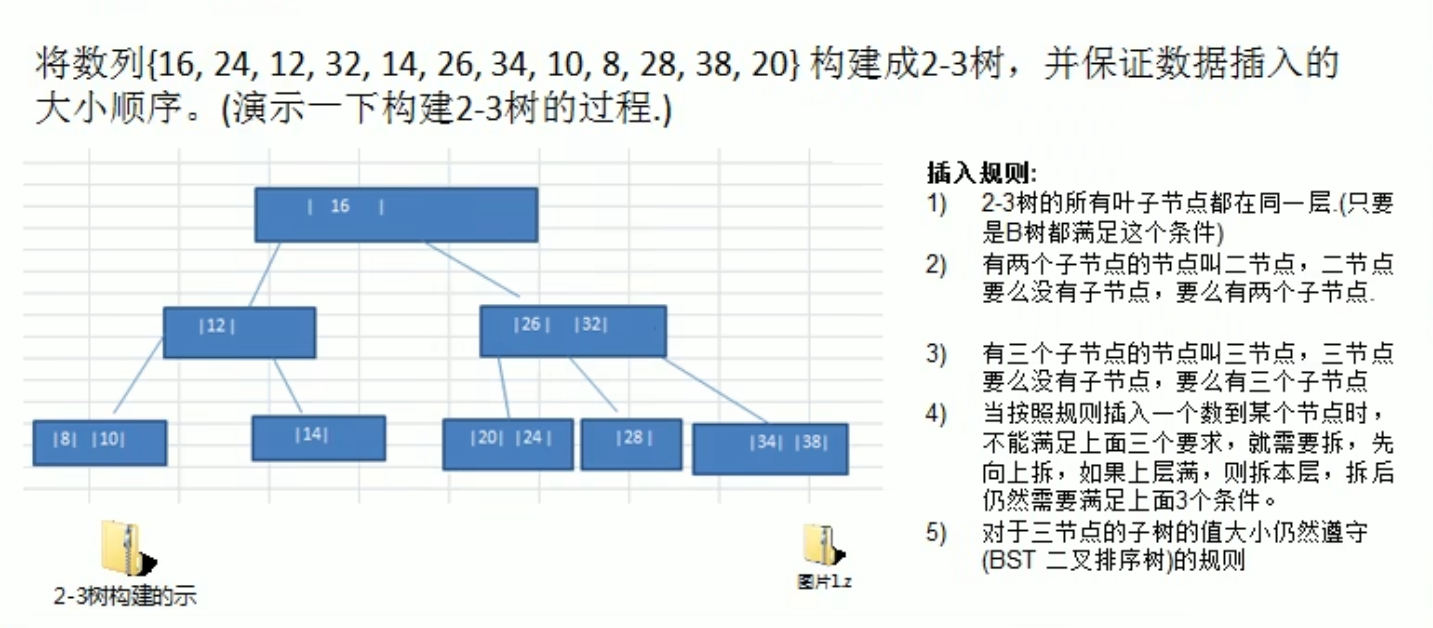 将数列{16, 24, 12, 32, 14, 26, 34, 10, 8, 28, 38, 20} 构建成2-3树，并保证数据插入的
大小顺序。(演示一下构建2-3树的过程.)
| 16 |
|12|
|26| |32|
|8| |10|
|14|
|20| |24|
|28|
|34| |38|
插入规则:
1) 2-3树的所有叶子节点都在同一层.(只要
是B树都满足这个条件)
2) 有两个子节点的节点叫二节点，二节点
要么没有子节点，要么有两个子节点.
3) 有三个子节点的节点叫三节点，三节点
要么没有子节点，要么有三个子节点
4) 当按照规则插入一个数到某个节点时，
不能满足上面三个要求，就需要拆，先
向上拆，如果上层满，则拆本层，拆后
仍然需要满足上面3个条件。
5) 对于三节点的子树的值大小仍然遵守
(BST 二叉排序树)的规则
2-3树构建的示
图片1.z